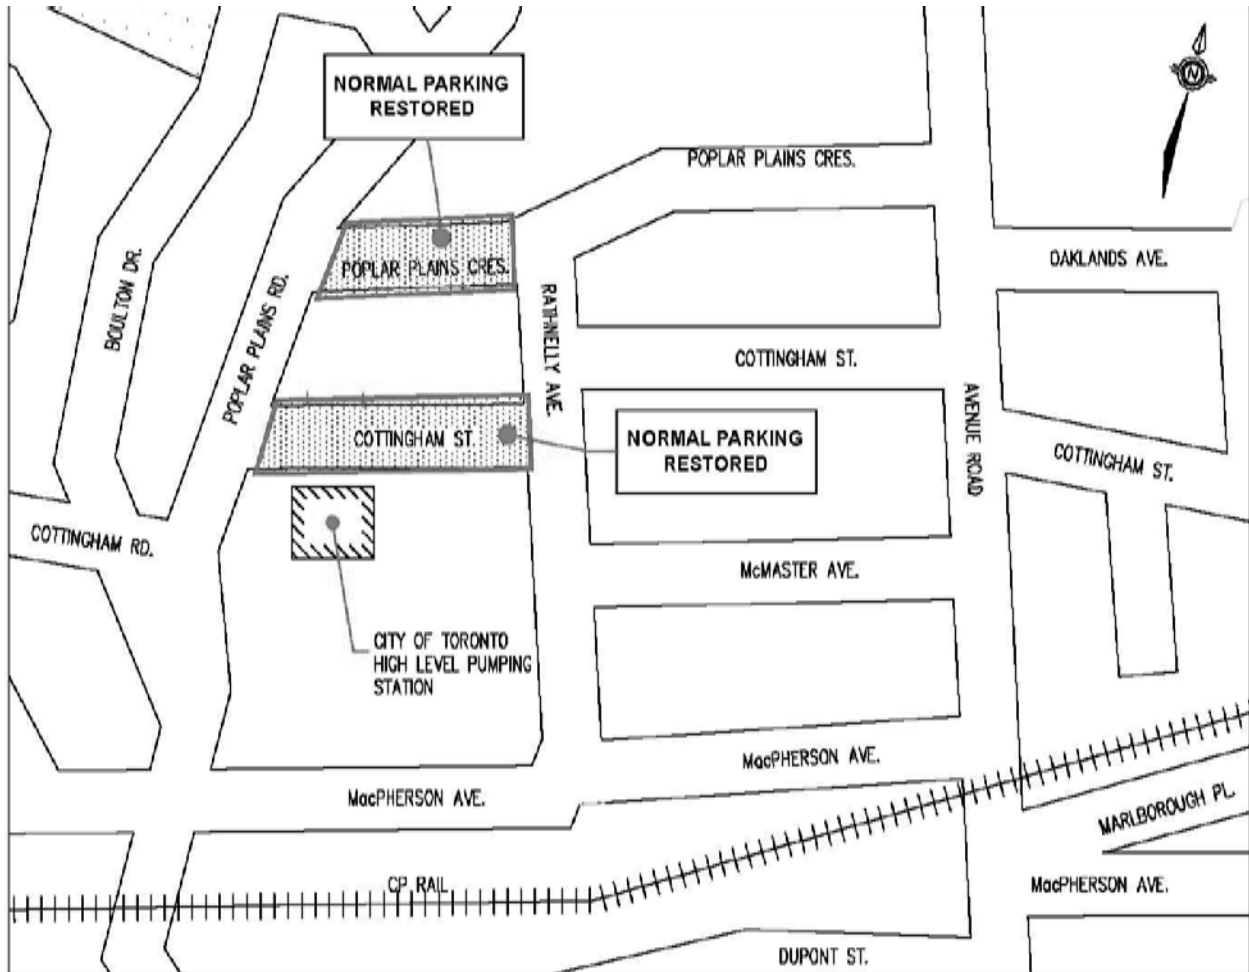 NORMAL PARKING
RESTORED
N
POPLAR PLAINS CRES.
OAKLANDS AVE.
BOULTON DR.
POPLAR PLAINS RD.
POPLAR PLAINS CRES.
RATHNELLY AVE.
COTTINGHAM ST.
AVENUE ROAD
COTTINGHAM ST.
NORMAL PARKING
RESTORED
COTTINGHAM ST.
COTTINGHAM RD.
McMASTER AVE.
CITY OF TORONTO
HIGH LEVEL PUMPING
STATION
MacPHERSON AVE.
MacPHERSON AVE.
MARLBOROUGH PL.
CP RAIL
MacPHERSON AVE.
DUPONT ST.